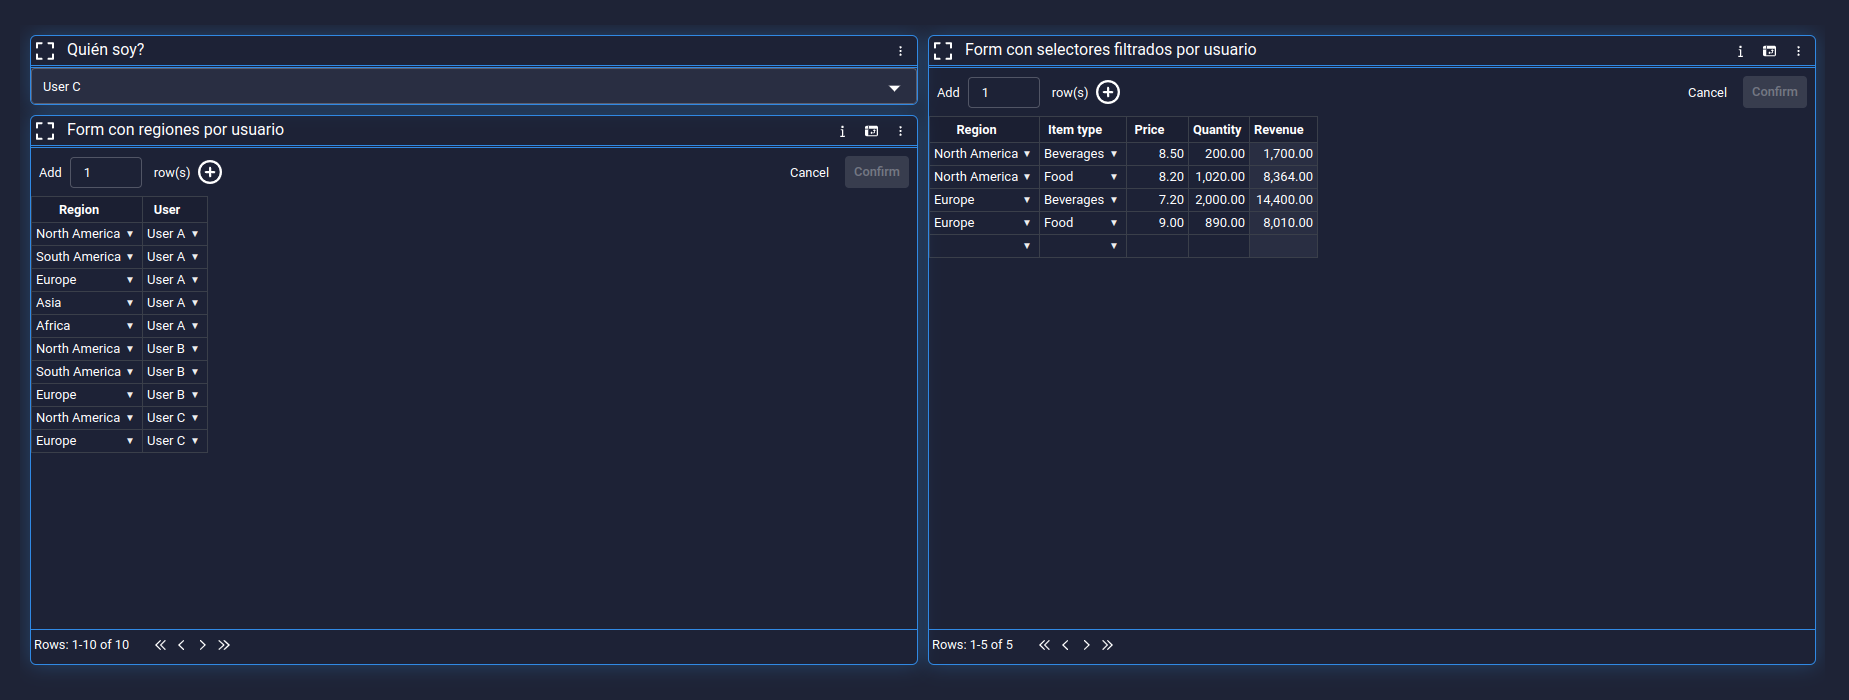 Quién soy?
User C
Form con regiones por usuario
Add 1 row(s) Cancel Confirm
Region User
North America User A
South America User A
Europe User A
Asia User A
Africa User A
North America User B
South America User B
Europe User B
North America User C
Europe User C
Rows: 1-10 of 10
Form con selectores filtrados por usuario
Add 1 row(s) Cancel Confirm
Region Item type Price Quantity Revenue
North America Beverages 8.50 200.00 1,700.00
North America Food 8.20 1,020.00 8,364.00
Europe Beverages 7.20 2,000.00 14,400.00
Europe Food 9.00 890.00 8,010.00
Rows: 1-5 of 5